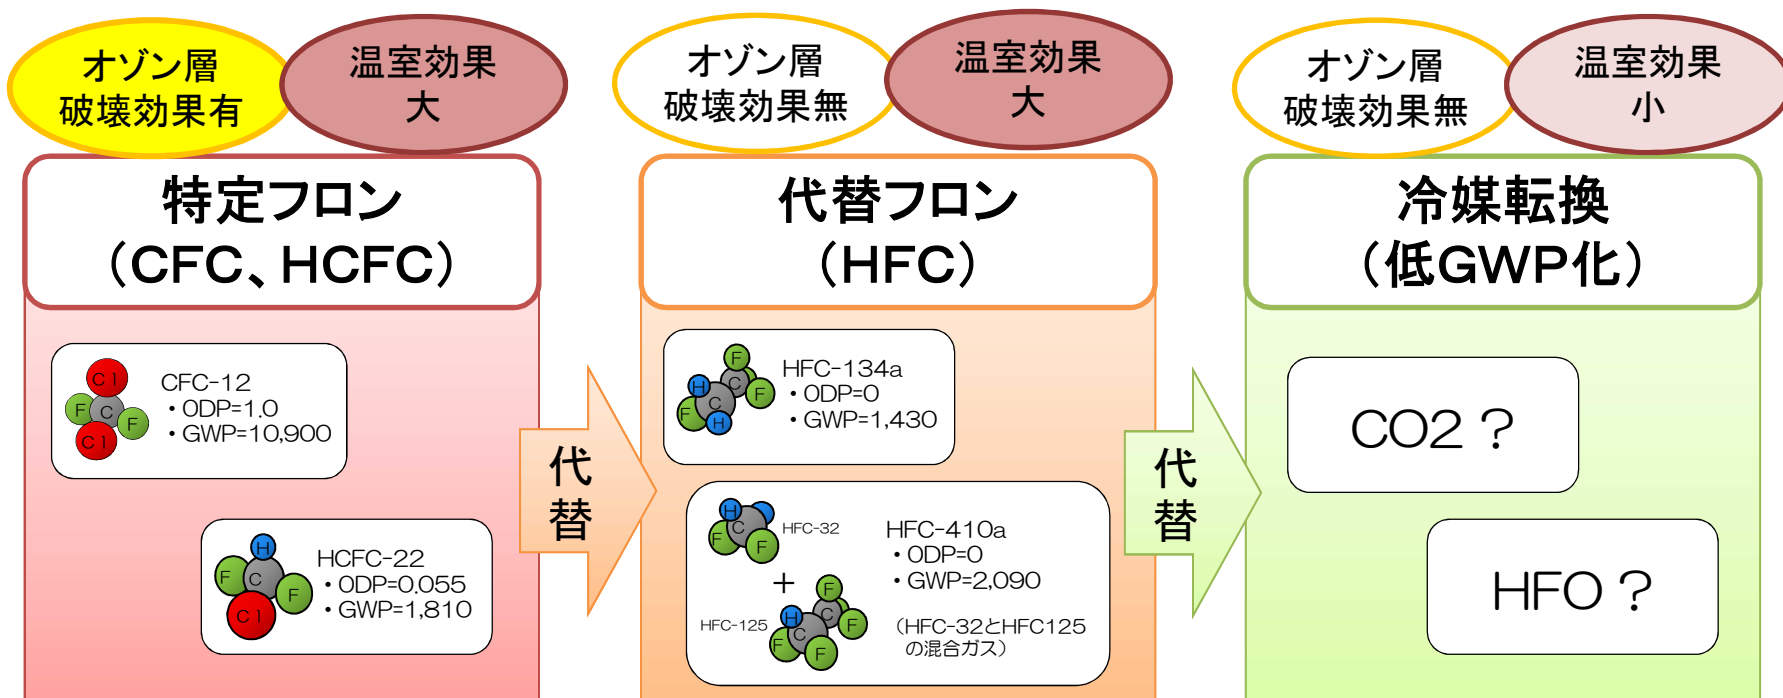 オゾン層
破壊効果有
温室効果
大
特定フロン
（CFC、HCFC）
Cl
F
C
F
Cl
CFC-12
・ODP=1.0
・GWP=10,900
H
F
C
F
Cl
HCFC-22
・ODP=0.055
・GWP=1,810
代
替
オゾン層
破壊効果無
温室効果
大
代替フロン
（HFC）
F
H
C
F
C
F
H
HFC-134a
・ODP=0
・GWP=1,430
H
C
F
F
HFC-32
+
F
H
C
F
C
F
F
HFC-125
HFC-410a
・ODP=0
・GWP=2,090
（HFC-32とHFC125
の混合ガス）
代
替
オゾン層
破壊効果無
温室効果
小
冷媒転換
（低GWP化）
CO2？
HFO？